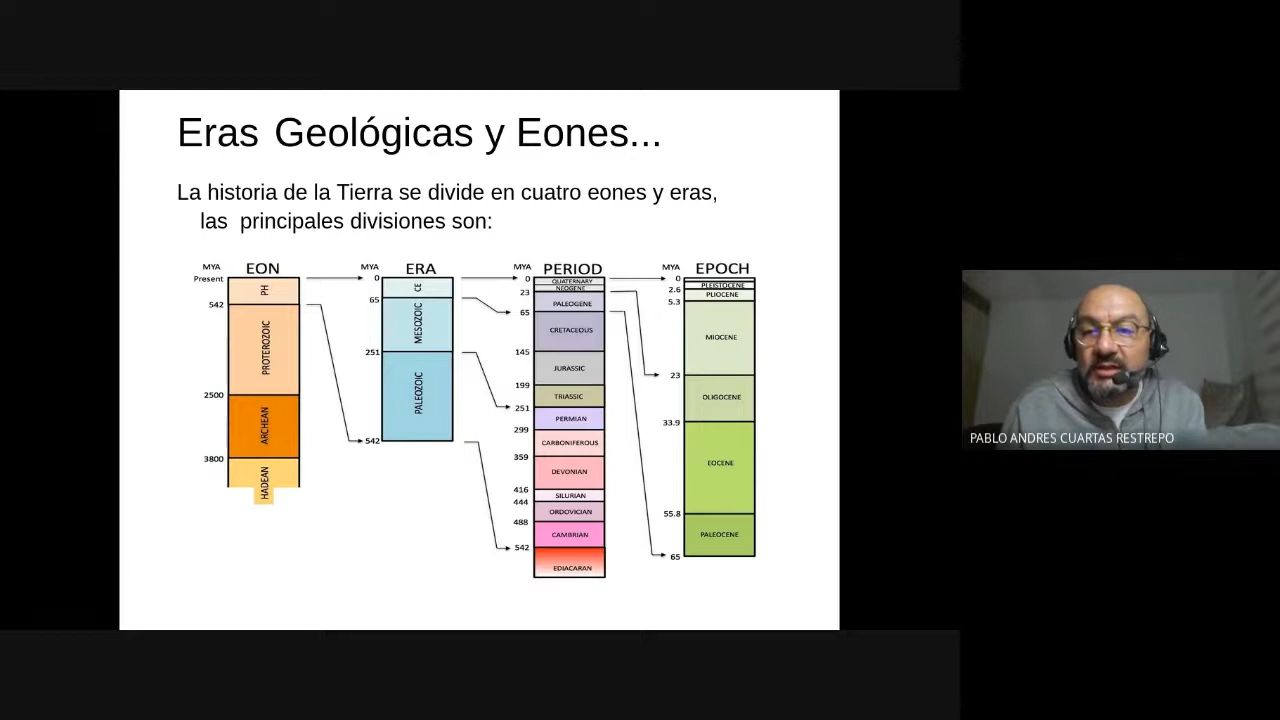 Eras Geológicas y Eones...
La historia de la Tierra se divide en cuatro eones y eras,
las principales divisiones son:
MYA EON
Present
PH
542
PROTEROZOIC
2500
ARCHEAN
3800
HADEAN
MYA ERA
0
CE
65
MESOZOIC
251
PALEOZOIC
542
MYA PERIOD
0
QUATERNARY
NEOGENE
23
PALEOGENE
65
CRETACEOUS
145
JURASSIC
199
TRIASSIC
251
PERMIAN
299
CARBONIFEROUS
359
DEVONIAN
416
SILURIAN
444
ORDOVICIAN
488
CAMBRIAN
542
EDIACARAN
MYA EPOCH
0
PLEISTOCENE
2.6
PLIOCENE
5.3
MIOCENE
23
OLIGOCENE
33.9
EOCENE
55.8
PALEOCENE
65
PABLO ANDRES CUARTAS RESTREPO